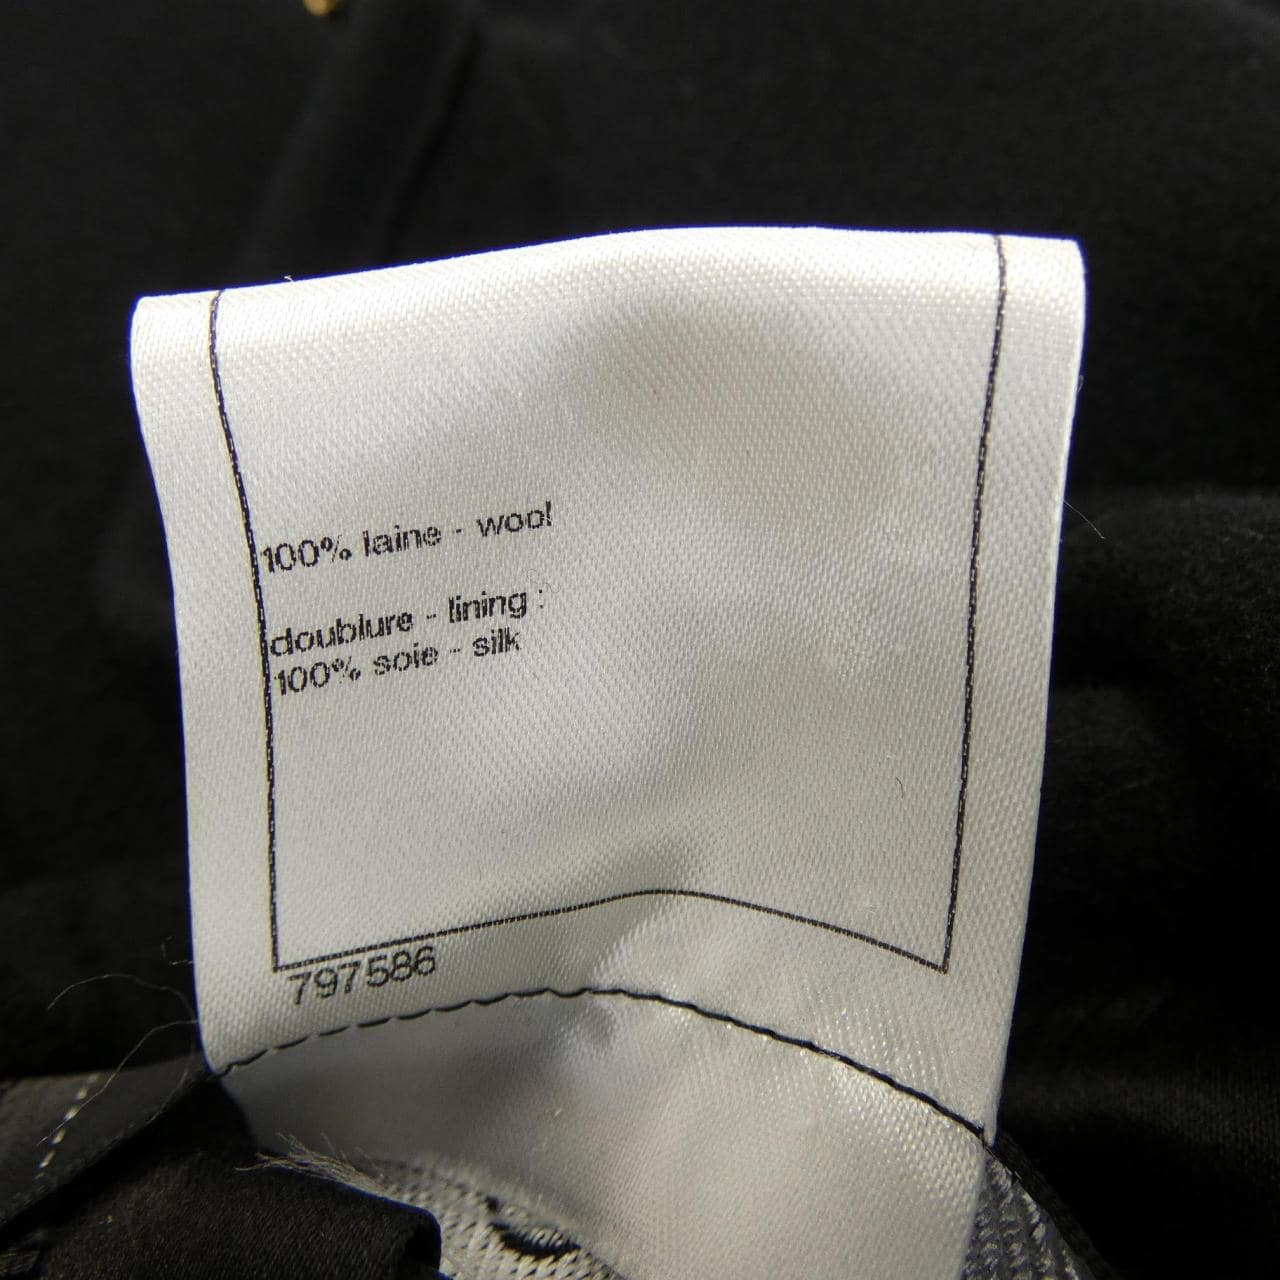 100% laine - wool
doublure - lining :
100% soie - silk
797586